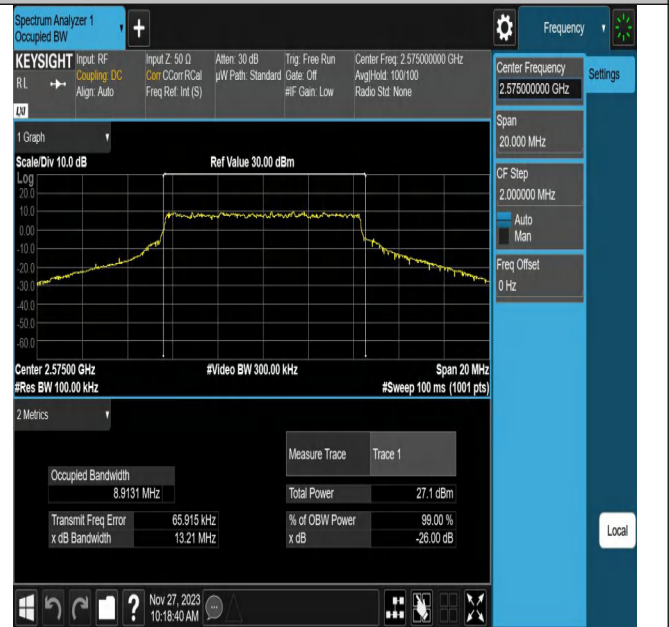 Spectrum Analyzer 1
Occupied BW
+
Frequency
KEYSIGHT
RL
LXI
Input: RF
Coupling: DC
Align: Auto
Input Z: 50 Ω
Corr CCorr RCal
Freq Ref: Int (S)
Atten: 30 dB
µW Path: Standard
Trig: Free Run
Gate: Off
#IF Gain: Low
Center Freq: 2.575000000 GHz
Avg|Hold: 100/100
Radio Std: None
Center Frequency
2.575000000 GHz
Settings
Span
20.000 MHz
CF Step
2.000000 MHz
Auto
Man
Freq Offset
0 Hz
Local
1 Graph
Scale/Div 10.0 dB
Ref Value 30.00 dBm
Log
20.0
10.0
0.00
-10.0
-20.0
-30.0
-40.0
-50.0
-60.0
Center 2.57500 GHz
#Video BW 300.00 kHz
Span 20 MHz
#Res BW 100.00 kHz
#Sweep 100 ms (1001 pts)
2 Metrics
Measure Trace Trace 1
Occupied Bandwidth
8.9131 MHz
Total Power 27.1 dBm
Transmit Freq Error 65.915 kHz
% of OBW Power 99.00 %
x dB Bandwidth 13.21 MHz
x dB -26.00 dB
?
Nov 27, 2023
10:18:40 AM